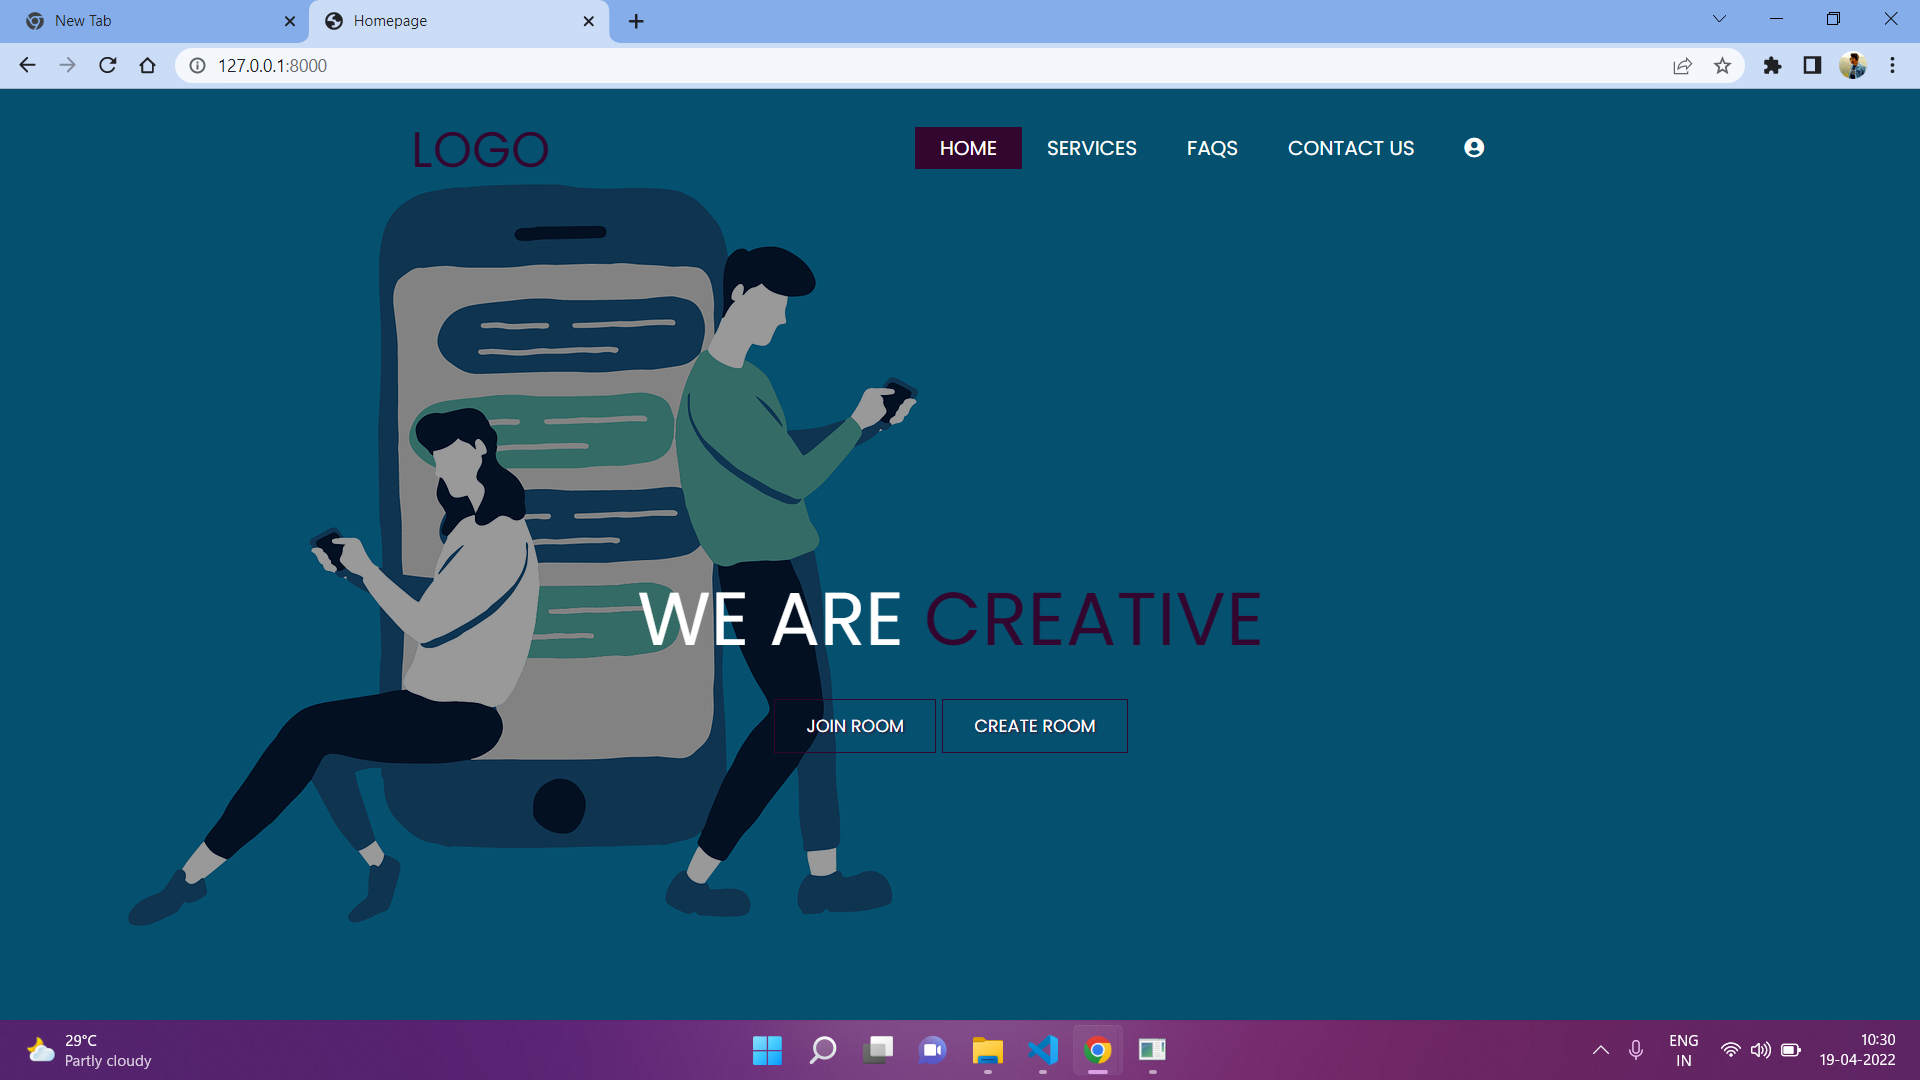 New Tab
Homepage
127.0.0.1:8000
LOGO
HOME SERVICES FAQS CONTACT US
WE ARE CREATIVE
JOIN ROOM CREATE ROOM
29°C
Partly cloudy
ENG
IN
10:30
19-04-2022